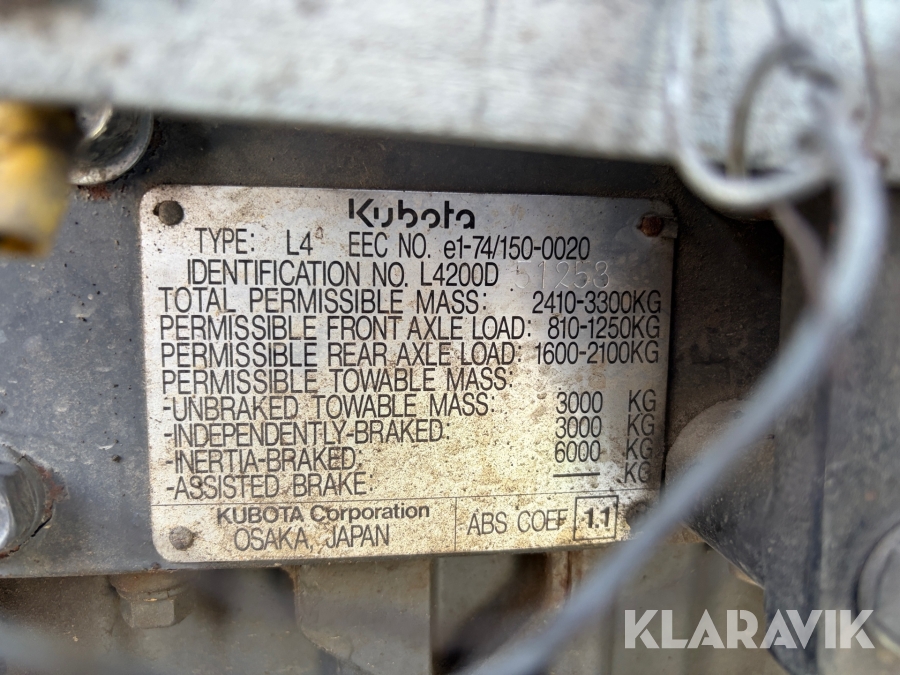 Kubota
TYPE: L4 EEC NO. e1-74/150-0020
IDENTIFICATION NO. L4200D 51253
TOTAL PERMISSIBLE MASS: 2410-3300KG
PERMISSIBLE FRONT AXLE LOAD: 810-1250KG
PERMISSIBLE REAR AXLE LOAD: 1600-2100KG
PERMISSIBLE TOWABLE MASS:
-UNBRAKED TOWABLE MASS: 3000 KG
-INDEPENDENTLY-BRAKED: 3000 KG
-INERTIA-BRAKED: 6000 KG
-ASSISTED BRAKE: — KG
KUBOTA Corporation
OSAKA, JAPAN
ABS COEF 1.1
KLARAVIK